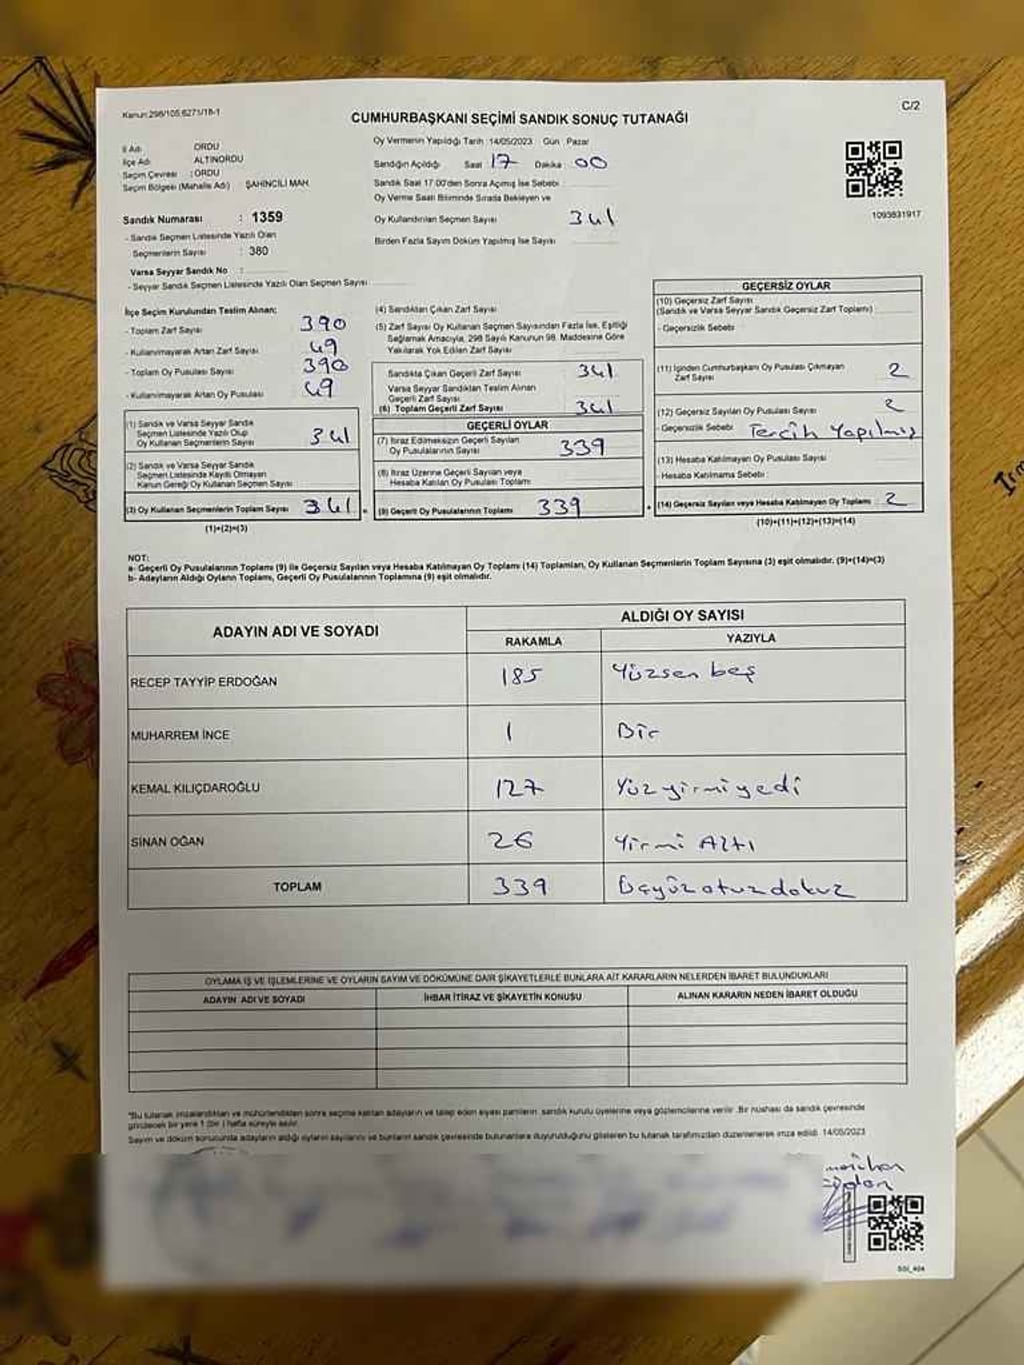 Kanun:298/105,6271/18-1
C/2
CUMHURBAŞKANI SEÇİMİ SANDIK SONUÇ TUTANAĞI
İl Adı ORDU
İlçe Adı ALTINORDU
Seçim Çevresi : ORDU
Seçim Bölgesi (Mahalle Adı) : ŞAHİNCİLİ MAH.
Sandık Numarası : 1359
- Sandık Seçmen Listesinde Yazılı Olan
Seçmenlerin Sayısı : 380
Varsa Seyyar Sandık No :
- Seyyar Sandık Seçmen Listesinde Yazılı Olan Seçmen Sayısı
Oy Vermenin Yapıldığı Tarih :14/05/2023 Gün Pazar
Sandığın Açıldığı Saat 17 Dakika 00
Sandık Saat 17:00'den Sonra Açımış İse Sebebi
Oy Verme Saati Bitiminde Sırada Bekleyen ve
Oy Kullandırılan Seçmen Sayısı 341
Birden Fazla Sayım Döküm Yapılmış İse Sayısı
1093831917
İlçe Seçim Kurulundan Teslim Alınan;
- Toplam Zarf Sayısı 390
- Kullanılmayarak Artan Zarf Sayısı 49
- Toplam Oy Pusulası Sayısı 390
- Kullanılmayarak Artan Oy Pusulası 49
(1) Sandık ve Varsa Seyyar Sandık
Seçmen Listesinde Yazılı Olup
Oy Kullanan Seçmenlerin Sayısı 341
(2) Sandık ve Varsa Seyyar Sandık
Seçmen Listesinde Kaydı Olmayan
Kanun Gereği Oy Kullanan Seçmen Sayısı
(3) Oy Kullanan Seçmenlerin Toplam Sayısı 341
(1)+(2)=(3)
(4) Sandıktan Çıkan Zarf Sayısı
(5) Zarf Sayısı Oy Kullanan Seçmen Sayısından Fazla İse, Eşitliği
Sağlamak Amacıyla, 298 Sayılı Kanunun 98. Maddesine Göre
Yakılarak Yok Edilen Zarf Sayısı
Sandıkta Çıkan Geçerli Zarf Sayısı 341
Varsa Seyyar Sandıktan Teslim Alınan
Geçerli Zarf Sayısı
(6) Toplam Geçerli Zarf Sayısı 341
GEÇERLİ OYLAR
(7) İtiraz Edilmeksizin Geçerli Sayılan
Oy Pusulalarının Sayısı 339
(8) İtiraz Üzerine Geçerli Sayılan veya
Hesaba Katılan Oy Pusulası Toplamı
(9) Geçerli Oy Pusulalarının Toplamı 339
GEÇERSİZ OYLAR
(10) Geçersiz Zarf Sayısı
(Sandık ve Varsa Seyyar Sandık Geçersiz Zarf Toplamı)
- Geçersizlik Sebebi
(11) İçinden Cumhurbaşkanı Oy Pusulası Çıkmayan
Zarf Sayısı 2
(12) Geçersiz Sayılan Oy Pusulası Sayısı 2
- Geçersizlik Sebebi Tercih Yapılmış
(13) Hesaba Katılmayan Oy Pusulası Sayısı
- Hesaba Katılmama Sebebi :
(14) Geçersiz Sayılan veya Hesaba Katılmayan Oy Toplamı : 2
(10)+(11)+(12)+(13)=(14)
NOT:
a- Geçerli Oy Pusulalarının Toplamı (9) ile Geçersiz Sayılan veya Hesaba Katılmayan Oy Toplamı (14) Toplamları, Oy Kullanan Seçmenlerin Toplam Sayısına (3) eşit olmalıdır. (9)+(14)=(3)
b- Adayların Aldığı Oyların Toplamı, Geçerli Oy Pusulalarının Toplamına (9) eşit olmalıdır.
ADAYIN ADI VE SOYADI
ALDIĞI OY SAYISI
RAKAMLA YAZIYLA
RECEP TAYYİP ERDOĞAN 185 Yüzsen beş
MUHARREM İNCE 1 Bir
KEMAL KILIÇDAROĞLU 127 Yüz yirmi yedi
SİNAN OĞAN 26 Yirmi Altı
TOPLAM 339 Üçyüz otuz dokuz
OYLAMA İŞ VE İŞLEMLERİNE VE OYLARIN SAYIM VE DÖKÜMÜNE DAİR ŞİKAYETLERLE BUNLARA AİT KARARLARIN NELERDEN İBARET BULUNDUKLARI
ADAYIN ADI VE SOYADI İHBAR İTİRAZ VE ŞİKAYETİN KONUSU ALINAN KARARIN NEDEN İBARET OLDUĞU
*Bu tutanak imzalandıktan ve mühürlendikten sonra seçime katılan adayların ve talep eden siyasi partilerin, sandık kurulu üyelerine veya gözlemcilerine verilir. Bir nüshası da sandık çevresinde
görülecek bir yere 1 (bir) hafta süreyle asılır.
Sayım ve döküm sonucunda adayların aldığı oyların sayılarını ve bunların sandık çevresinde bulunanlara duyurulduğunu gösteren bu tutanak tarafımızdan düzenlenerek imza edildi. 14/05/2023